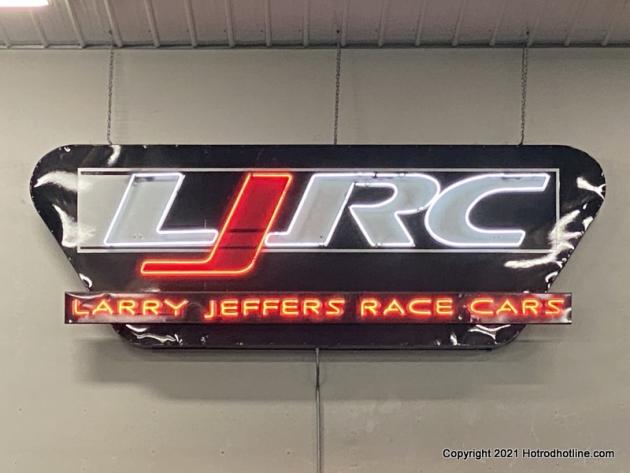 LJRC
LARRY JEFFERS RACE CARS
Copyright 2021 Hotrodhotline.com